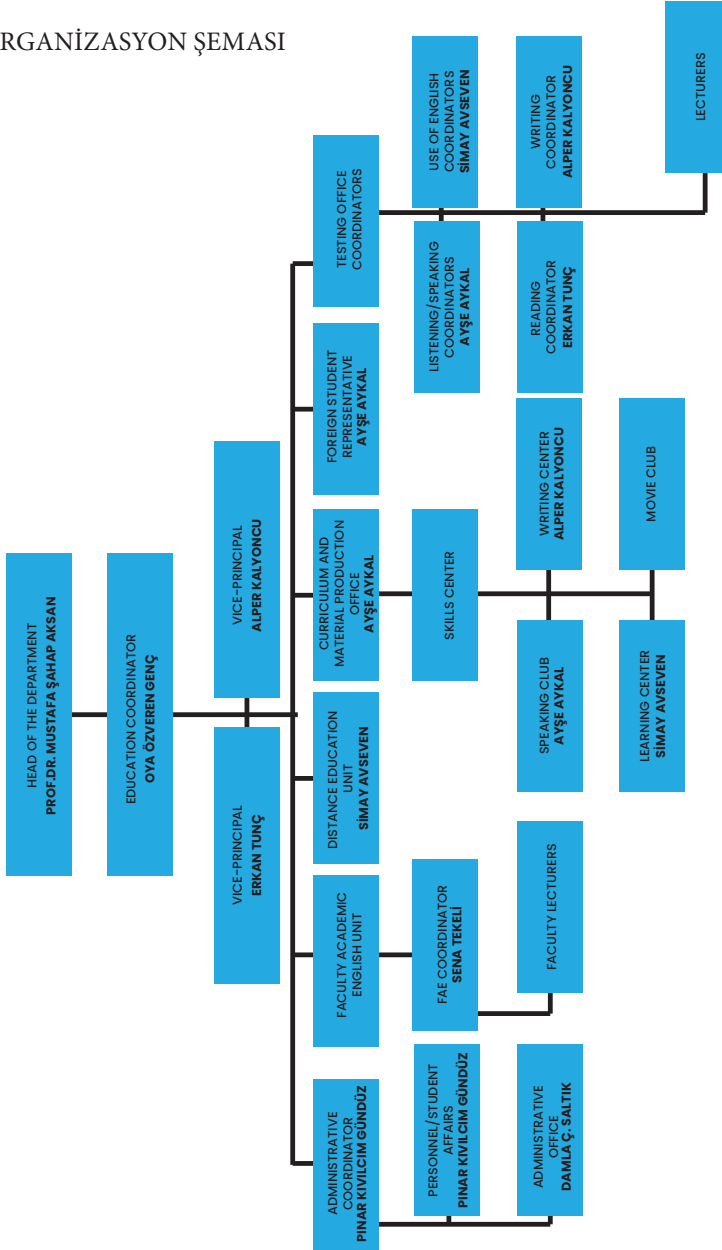 RGANİZASYON ŞEMASI
HEAD OF THE DEPARTMENT
PROF.DR. MUSTAFA ŞAHAP AKSAN
EDUCATION COORDINATOR
OYA ÖZVEREN GENÇ
VICE-PRINCIPAL
ERKAN TUNÇ
VICE-PRINCIPAL
ALPER KALYONCU
ADMINISTRATIVE
COORDINATOR
PINAR KIVILCIM GÜNDÜZ
FACULTY ACADEMIC
ENGLISH UNIT
DISTANCE EDUCATION
UNIT
SİMAY AVSEVEN
CURRICULUM AND
MATERIAL PRODUCTION
OFFICE
AYŞE AYKAL
FOREIGN STUDENT
REPRESENTATIVE
AYŞE AYKAL
TESTING OFFICE
COORDINATORS
PERSONNEL/STUDENT
AFFAIRS
PINAR KIVILCIM GÜNDÜZ
FAE COORDINATOR
SENA TEKELİ
SKILLS CENTER
LISTENING/SPEAKING
COORDINATORS
AYŞE AYKAL
USE OF ENGLISH
COORDINATORS
SİMAY AVSEVEN
ADMINISTRATIVE
OFFICE
DAMLA Ç. SALTIK
FACULTY LECTURERS
SPEAKING CLUB
AYŞE AYKAL
WRITING CENTER
ALPER KALYONCU
READING
COORDINATOR
ERKAN TUNÇ
WRITING
COORDINATOR
ALPER KALYONCU
LEARNING CENTER
SİMAY AVSEVEN
MOVIE CLUB
LECTURERS